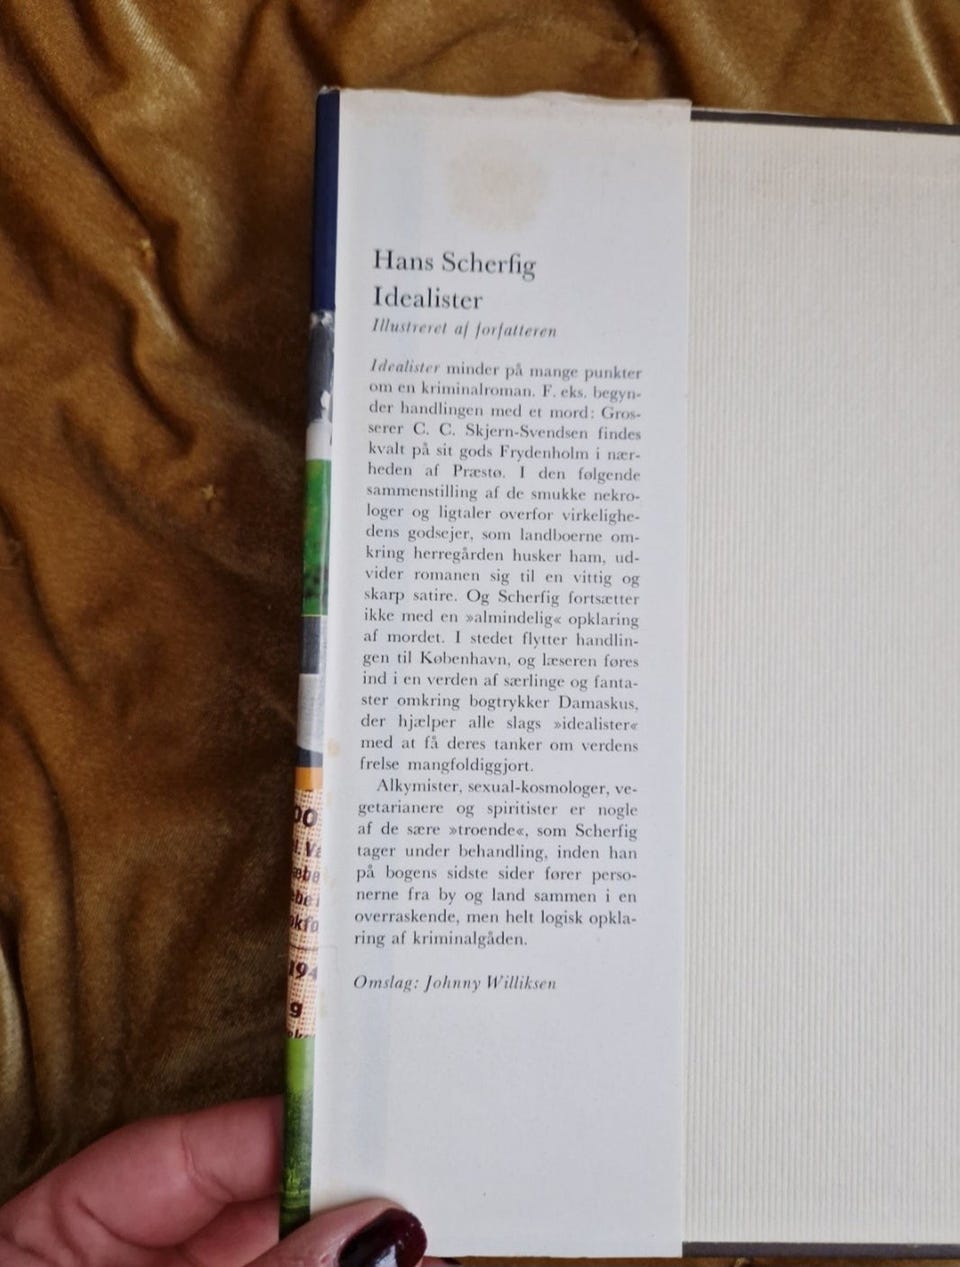 Hans Scherfig
Idealister
Illustreret af forfatteren
Idealister minder på mange punkter
om en kriminalroman. F. eks. begyn-
der handlingen med et mord: Gros-
serer C. C. Skjern-Svendsen findes
kvalt på sit gods Frydenholm i nær-
heden af Præstø. I den følgende
sammenstilling af de smukke nekro-
loger og ligtaler overfor virkelighe-
dens godsejer, som landboerne om-
kring herregården husker ham, ud-
vider romanen sig til en vittig og
skarp satire. Og Scherfig fortsætter
ikke med en »almindelig« opklaring
af mordet. I stedet flytter handlin-
gen til København, og læseren føres
ind i en verden af særlinge og fanta-
ster omkring bogtrykker Damaskus,
der hjælper alle slags »idealister«
med at få deres tanker om verdens
frelse mangfoldiggjort.
Alkymister, sexual-kosmologer, ve-
getarianere og spiritister er nogle
af de sære »troende«, som Scherfig
tager under behandling, inden han
på bogens sidste sider fører perso-
nerne fra by og land sammen i en
overraskende, men helt logisk opkla-
ring af kriminalgåden.
Omslag: Johnny Williksen